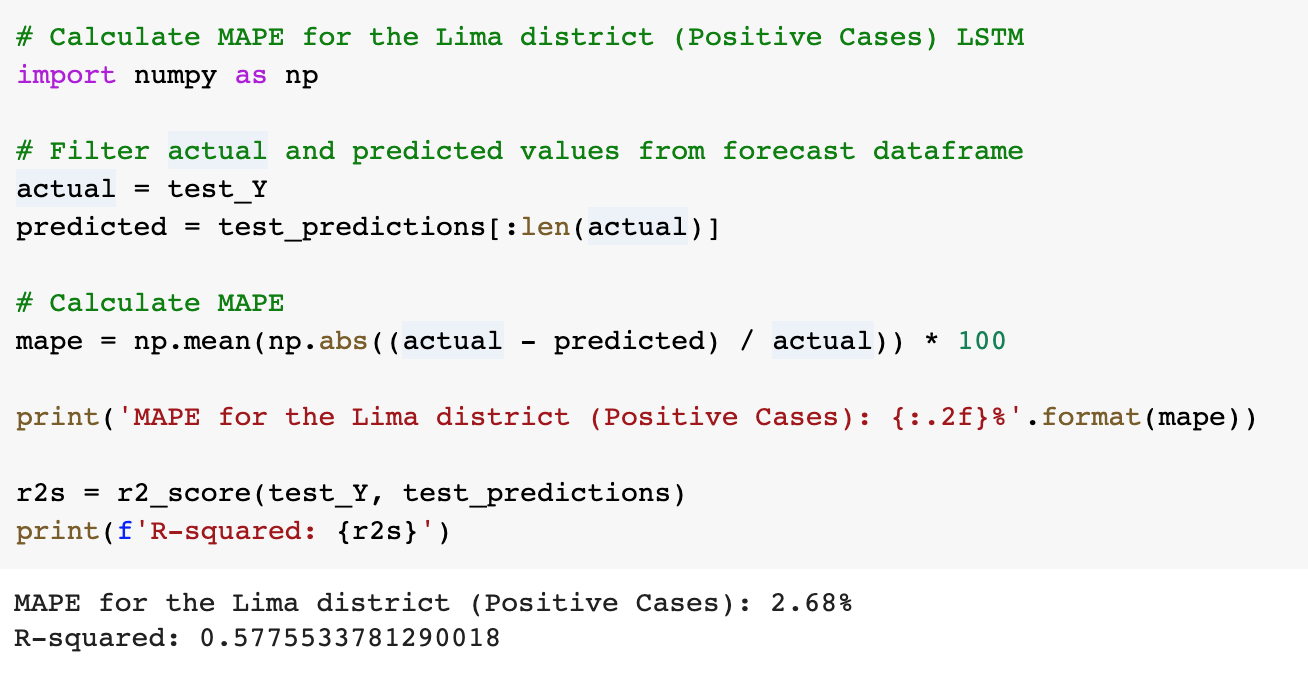 # Calculate MAPE for the Lima district (Positive Cases) LSTM
import numpy as np
# Filter actual and predicted values from forecast dataframe
actual = test_Y
predicted = test_predictions[:len(actual)]
# Calculate MAPE
mape = np.mean(np.abs((actual - predicted) / actual)) * 100
print('MAPE for the Lima district (Positive Cases): {:.2f}%'.format(mape))
r2s = r2_score(test_Y, test_predictions)
print(f'R-squared: {r2s}')
MAPE for the Lima district (Positive Cases): 2.68%
R-squared: 0.5775533781290018